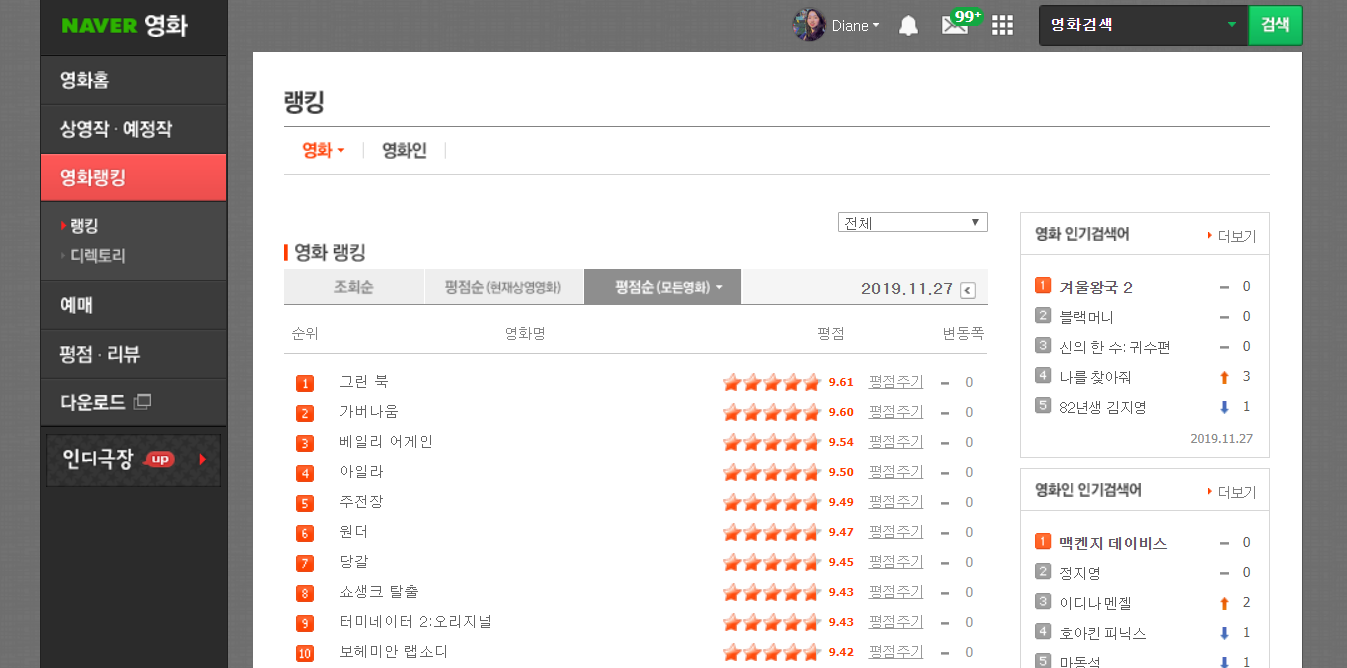 NAVER 영화
Diane
99+
영화검색
검색
영화홈
상영작·예정작
영화랭킹
랭킹
디렉토리
예매
평점·리뷰
다운로드
인디극장 up
랭킹
영화
영화인
전체
영화 랭킹
조회순 평점순 (현재상영영화) 평점순 (모든영화) 2019.11.27
순위 영화명 평점 변동폭
1 그린 북 9.61 평점주기 0
2 가버나움 9.60 평점주기 0
3 베일리 어게인 9.54 평점주기 0
4 아일라 9.50 평점주기 0
5 주전장 9.49 평점주기 0
6 원더 9.47 평점주기 0
7 당갈 9.45 평점주기 0
8 쇼생크 탈출 9.43 평점주기 0
9 터미네이터 2:오리지널 9.43 평점주기 0
10 보헤미안 랩소디 9.42 평점주기 0
영화 인기검색어 더보기
1 겨울왕국 2 0
2 블랙머니 0
3 신의 한 수: 귀수편 0
4 나를 찾아줘 3
5 82년생 김지영 1
2019.11.27
영화인 인기검색어 더보기
1 맥켄지 데이비스 0
2 정지영 0
3 이디나 멘젤 2
4 호아킨 피닉스 1
5 마동석 1